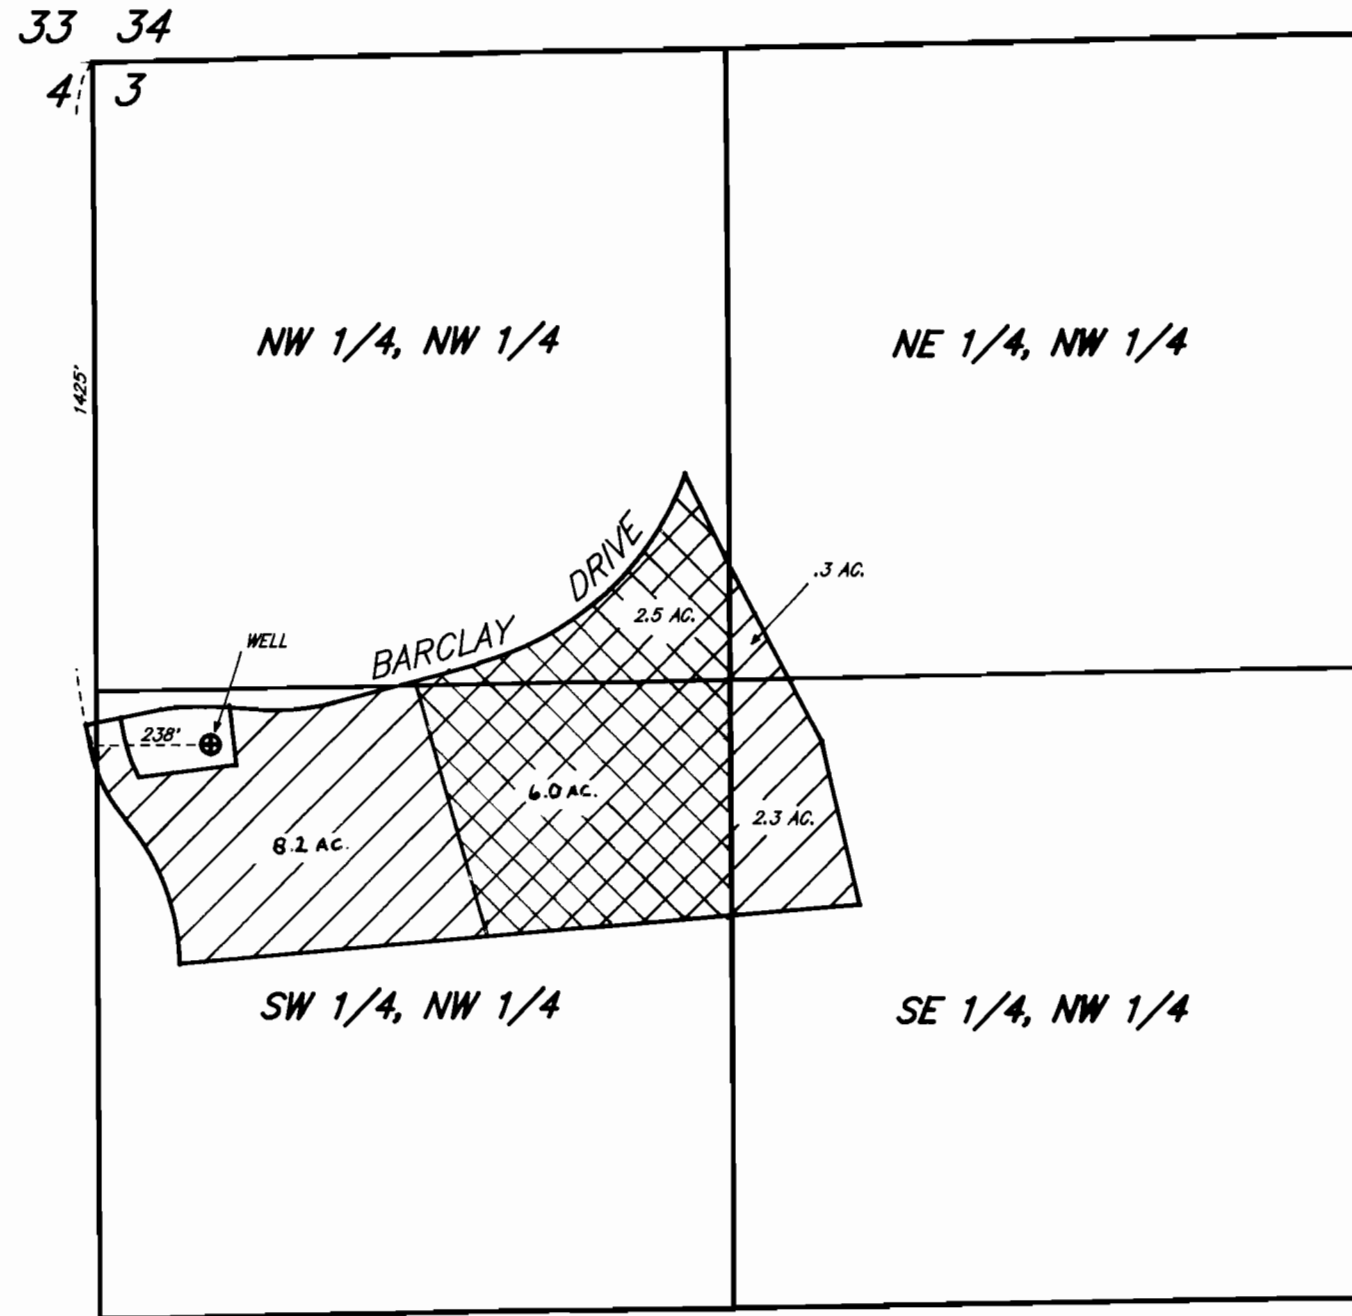 33 34
4 3
NW 1/4, NW 1/4
NE 1/4, NW 1/4
1425'
BARCLAY DRIVE
.3 AC.
2.5 AC.
WELL
238'
6.0 AC.
2.3 AC.
8.2 AC.
SW 1/4, NW 1/4
SE 1/4, NW 1/4